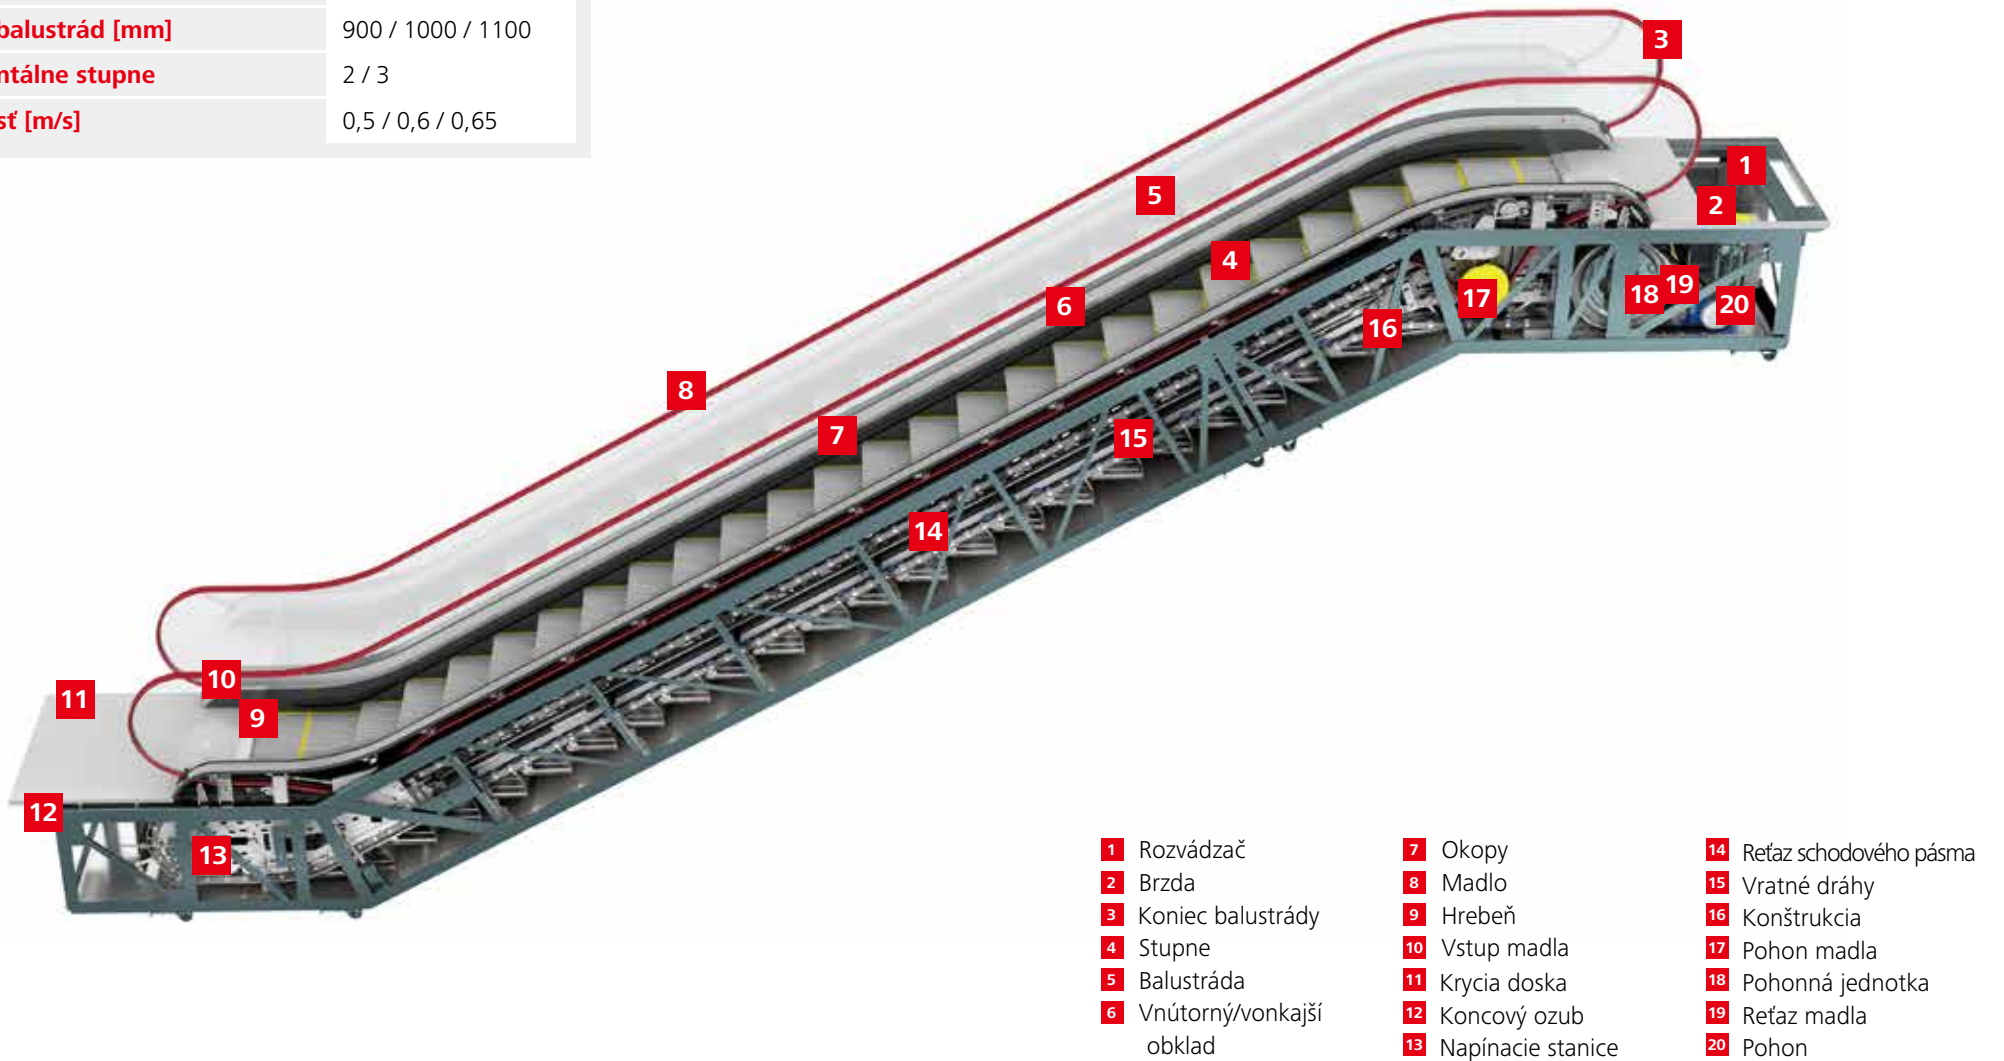 balustrád [mm] 900 / 1000 / 1100
ntálne stupne 2 / 3
sť [m/s] 0,5 / 0,6 / 0,65
3
1
5
2
4
6
17
18
19
20
16
8
7
15
14
10
11
9
12
13
1 Rozvádzač
2 Brzda
3 Koniec balustrády
4 Stupne
5 Balustráda
6 Vnútorný/vonkajší
obklad
7 Okopy
8 Madlo
9 Hrebeň
10 Vstup madla
11 Krycia doska
12 Koncový ozub
13 Napínacie stanice
14 Reťaz schodového pásma
15 Vratné dráhy
16 Konštrukcia
17 Pohon madla
18 Pohonná jednotka
19 Reťaz madla
20 Pohon